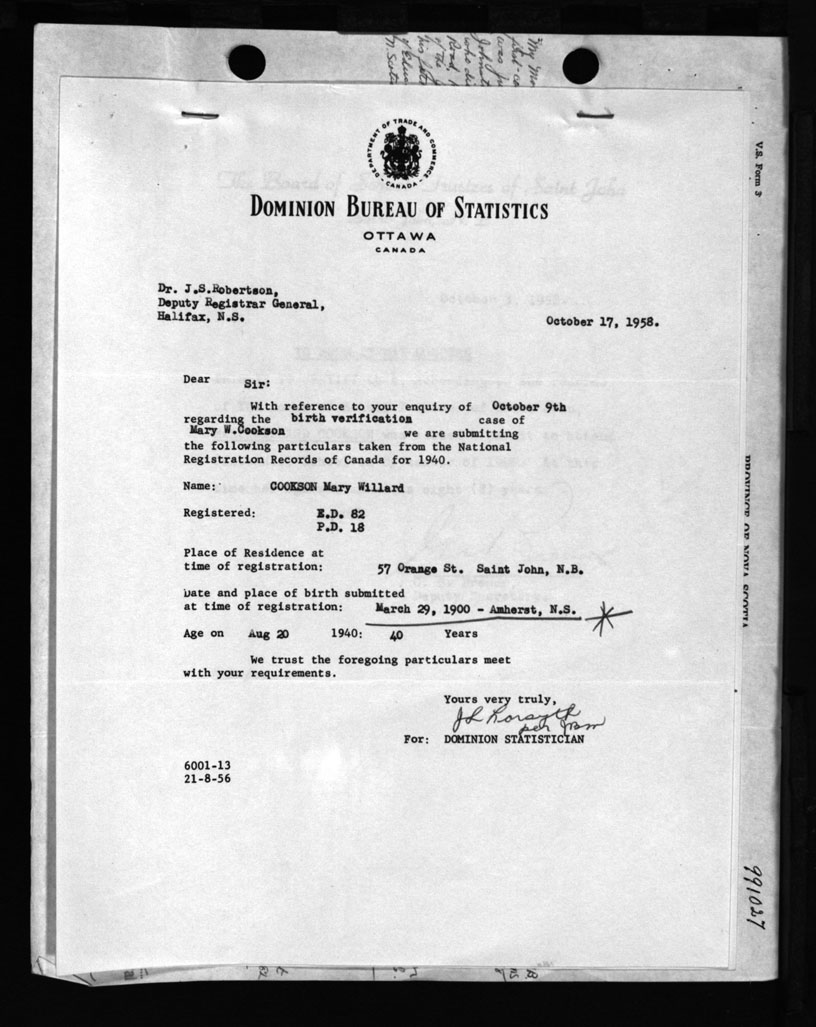 DEPARTMENT OF TRADE AND COMMERCE
- CANADA -
DOMINION BUREAU OF STATISTICS
OTTAWA
CANADA
Dr. J.S.Robertson,
Deputy Registrar General,
Halifax, N.S.
October 17, 1958.
Dear Sir:
With reference to your enquiry of October 9th
regarding the birth verification case of
Mary W.Cookson we are submitting
the following particulars taken from the National
Registration Records of Canada for 1940.
Name: COOKSON Mary Willard
Registered: E.D. 82
P.D. 18
Place of Residence at
time of registration: 57 Orange St. Saint John, N.B.
Date and place of birth submitted
at time of registration: March 29, 1900 - Amherst, N.S.
Age on Aug 20 1940: 40 Years
We trust the foregoing particulars meet
with your requirements.
Yours very truly,
For: DOMINION STATISTICIAN
6001-13
21-8-56
V.S. Form 3
PROVINCE OF NOVA SCOTIA
991027